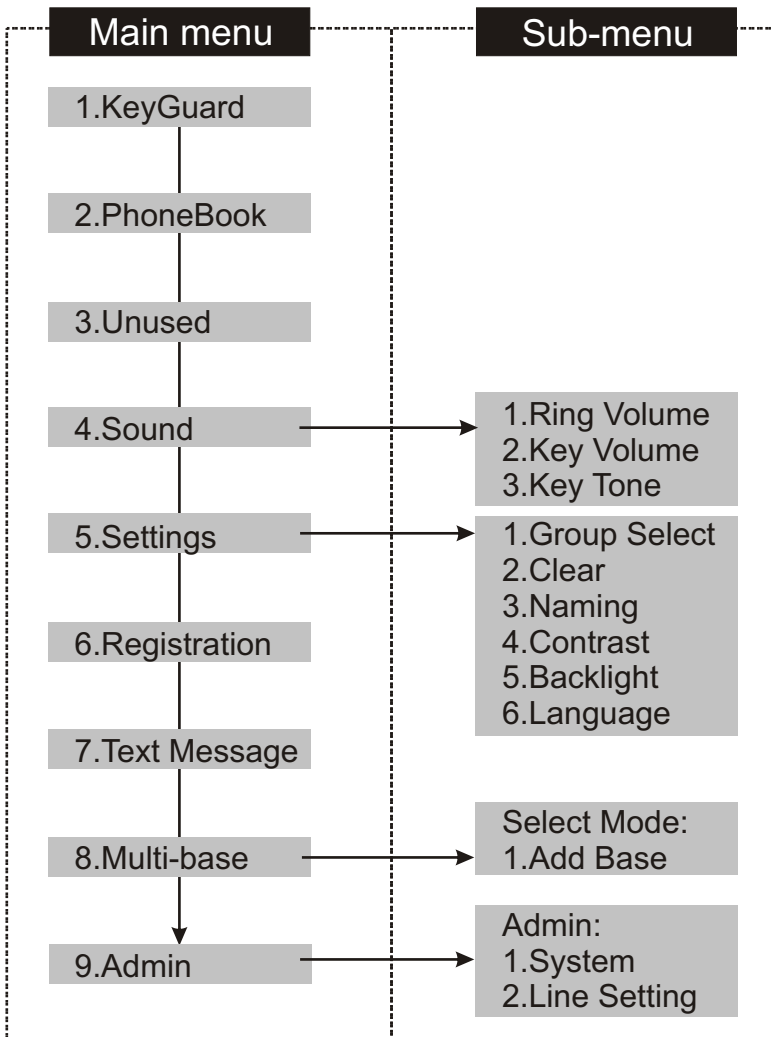 Main menu
Sub-menu
1.KeyGuard
2.PhoneBook
3.Unused
4.Sound
1.Ring Volume
2.Key Volume
3.Key Tone
5.Settings
1.Group Select
2.Clear
3.Naming
4.Contrast
5.Backlight
6.Language
6.Registration
7.Text Message
8.Multi-base
Select Mode:
1.Add Base
9.Admin
Admin:
1.System
2.Line Setting